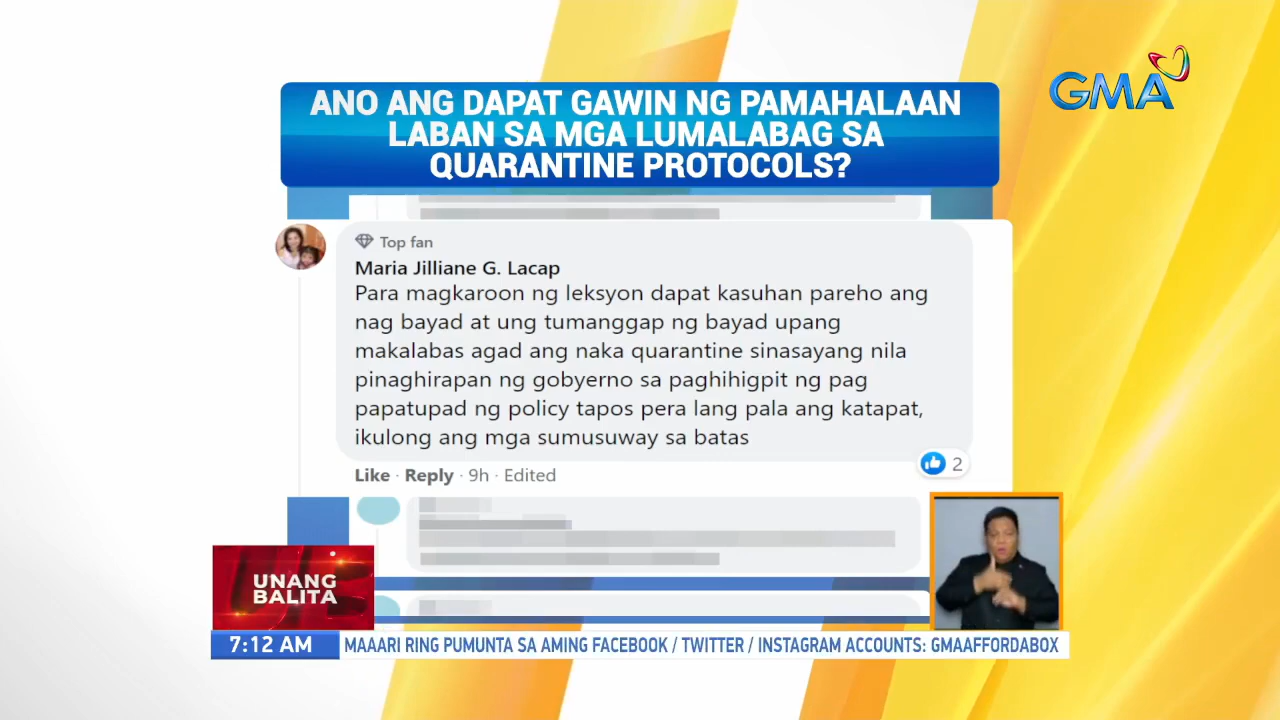 GMA
ANO ANG DAPAT GAWIN NG PAMAHALAAN
LABAN SA MGA LUMALABAG SA
QUARANTINE PROTOCOLS?
Top fan
Maria Jilliane G. Lacap
Para magkaroon ng leksyon dapat kasuhan pareho ang
nag bayad at ung tumanggap ng bayad upang
makalabas agad ang naka quarantine sinasayang nila
pinaghirapan ng gobyerno sa paghihigpit ng pag
papatupad ng policy tapos pera lang pala ang katapat,
ikulong ang mga sumusuway sa batas
2
Like · Reply · 9h · Edited
UNANG
BALITA
7:12 AM MAAARI RING PUMUNTA SA AMING FACEBOOK / TWITTER / INSTAGRAM ACCOUNTS: GMAAFFORDABOX